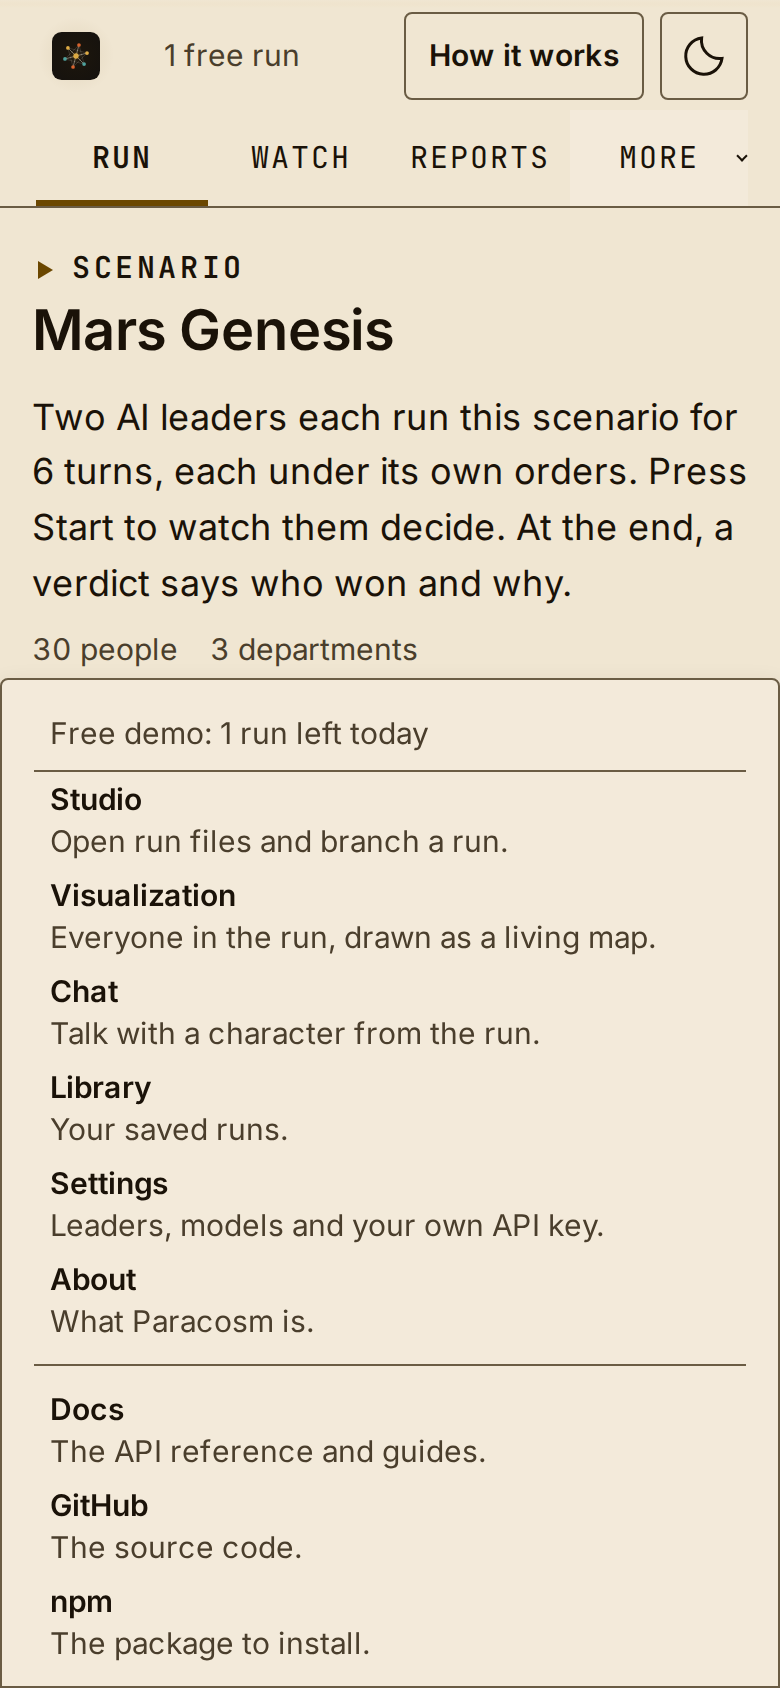 1 free run
How it works
RUN
WATCH
REPORTS
MORE
SCENARIO
Mars Genesis
Two AI leaders each run this scenario for
6 turns, each under its own orders. Press
Start to watch them decide. At the end, a
verdict says who won and why.
30 people 3 departments
Free demo: 1 run left today
Studio
Open run files and branch a run.
Visualization
Everyone in the run, drawn as a living map.
Chat
Talk with a character from the run.
Library
Your saved runs.
Settings
Leaders, models and your own API key.
About
What Paracosm is.
Docs
The API reference and guides.
GitHub
The source code.
npm
The package to install.